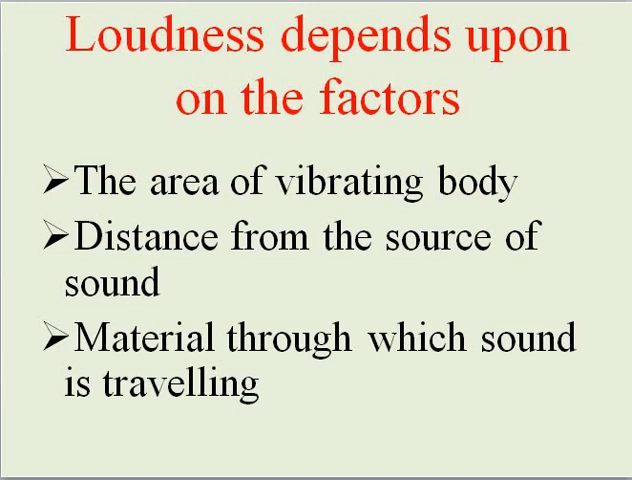 Loudness depends upon
on the factors
➢The area of vibrating body
➢Distance from the source of
sound
➢Material through which sound
is travelling